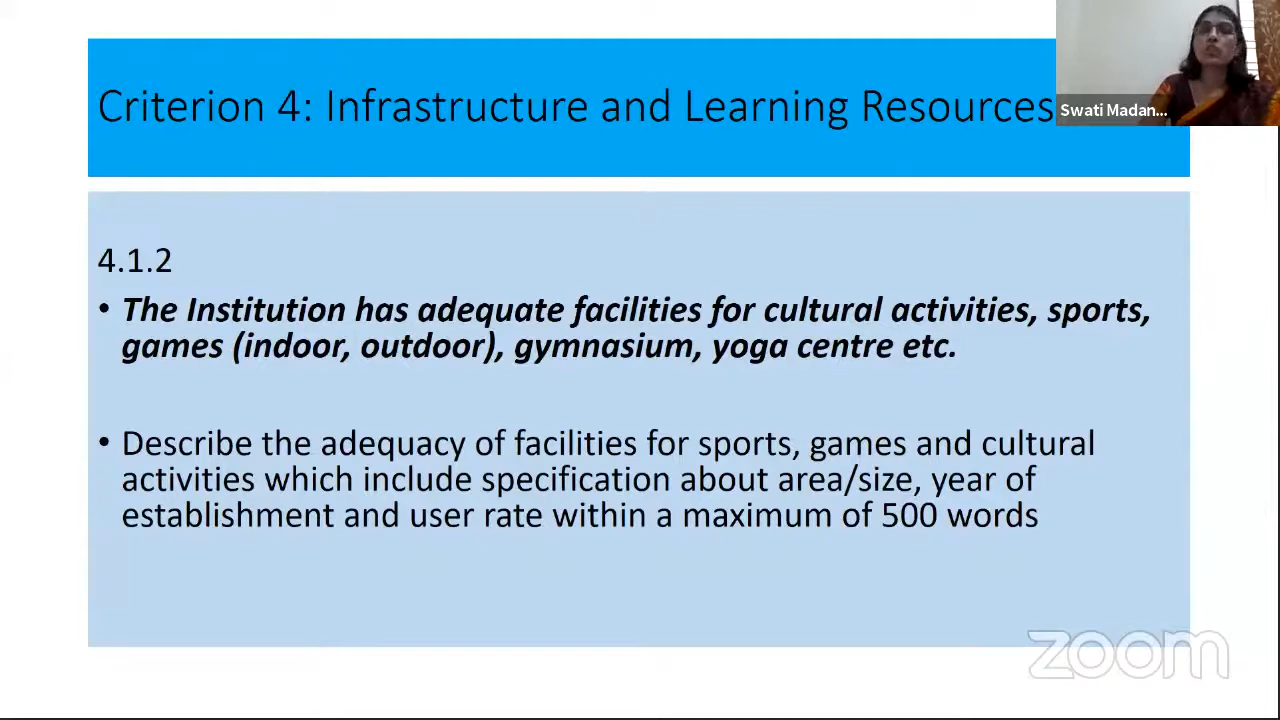 Criterion 4: Infrastructure and Learning Resources
Swati Madan...
4.1.2
• The Institution has adequate facilities for cultural activities, sports,
games (indoor, outdoor), gymnasium, yoga centre etc.
• Describe the adequacy of facilities for sports, games and cultural
activities which include specification about area/size, year of
establishment and user rate within a maximum of 500 words
zoom